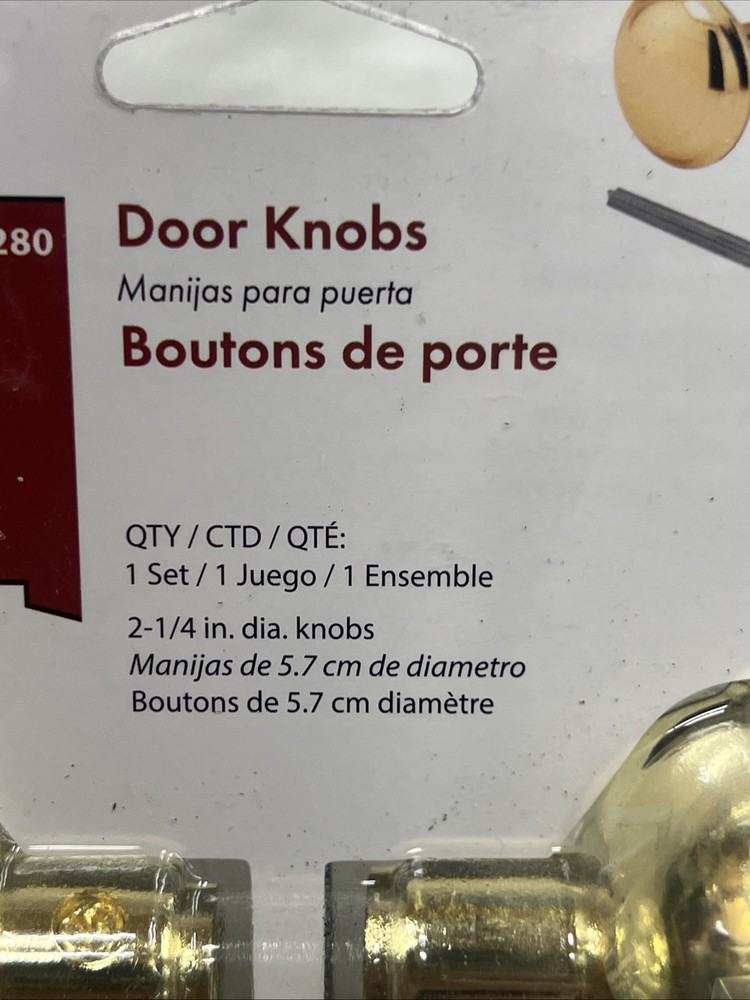 280
Door Knobs
Manijas para puerta
Boutons de porte
QTY / CTD / QTÉ:
1 Set / 1 Juego / 1 Ensemble
2-1/4 in. dia. knobs
Manijas de 5.7 cm de diametro
Boutons de 5.7 cm diamètre